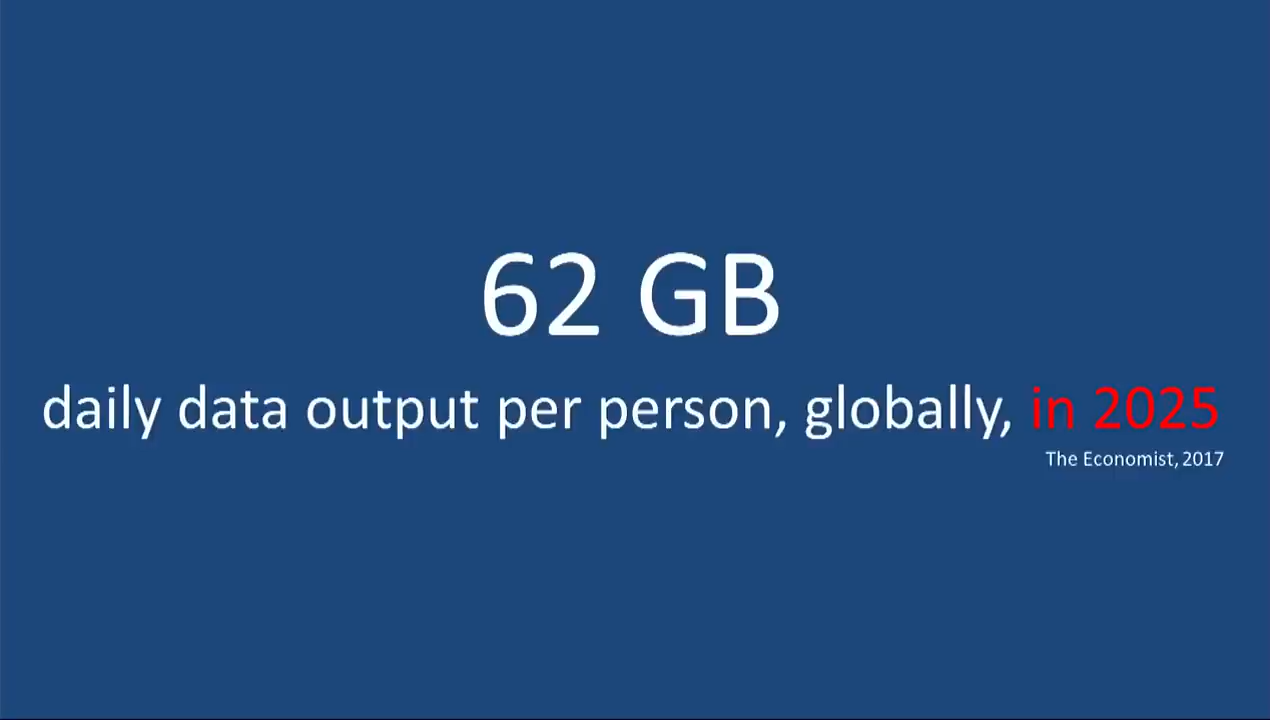 62 GB
daily data output per person, globally, in 2025
The Economist, 2017